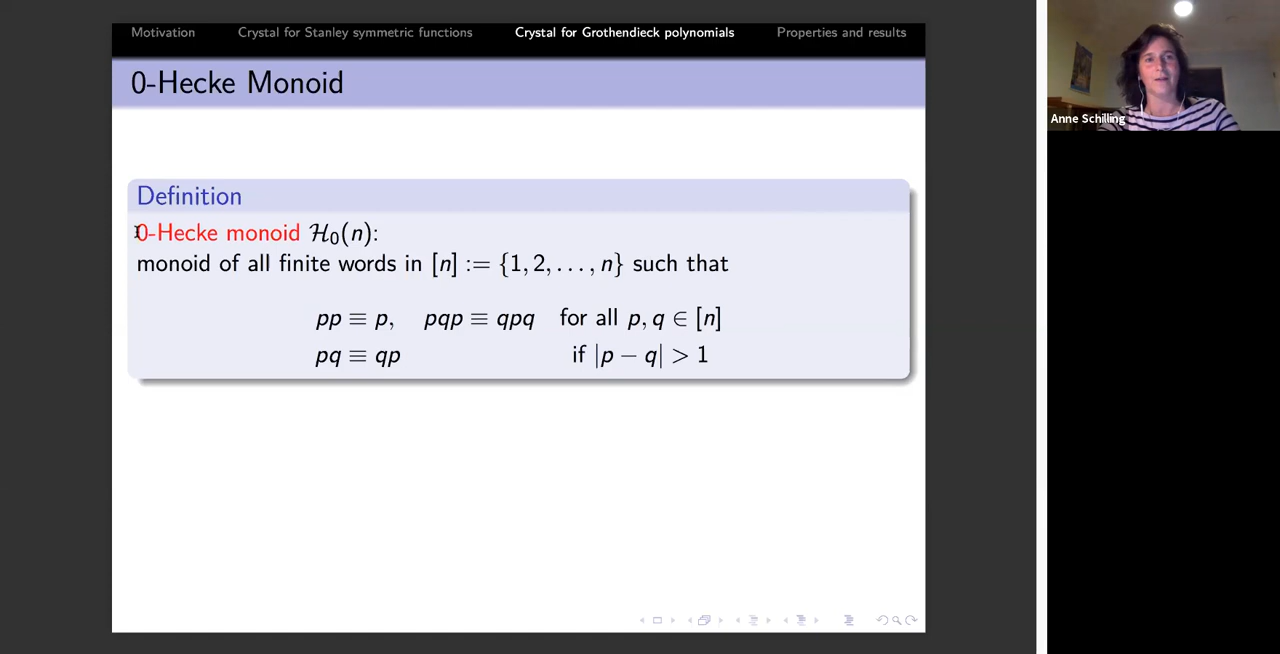 Motivation Crystal for Stanley symmetric functions Crystal for Grothendieck polynomials Properties and results
0-Hecke Monoid
Definition
0-Hecke monoid ℋ₀(n):
monoid of all finite words in [n] := {1, 2, . . . , n} such that
pp ≡ p, pqp ≡ qpq for all p, q ∈ [n]
pq ≡ qp if |p − q| > 1
Anne Schilling